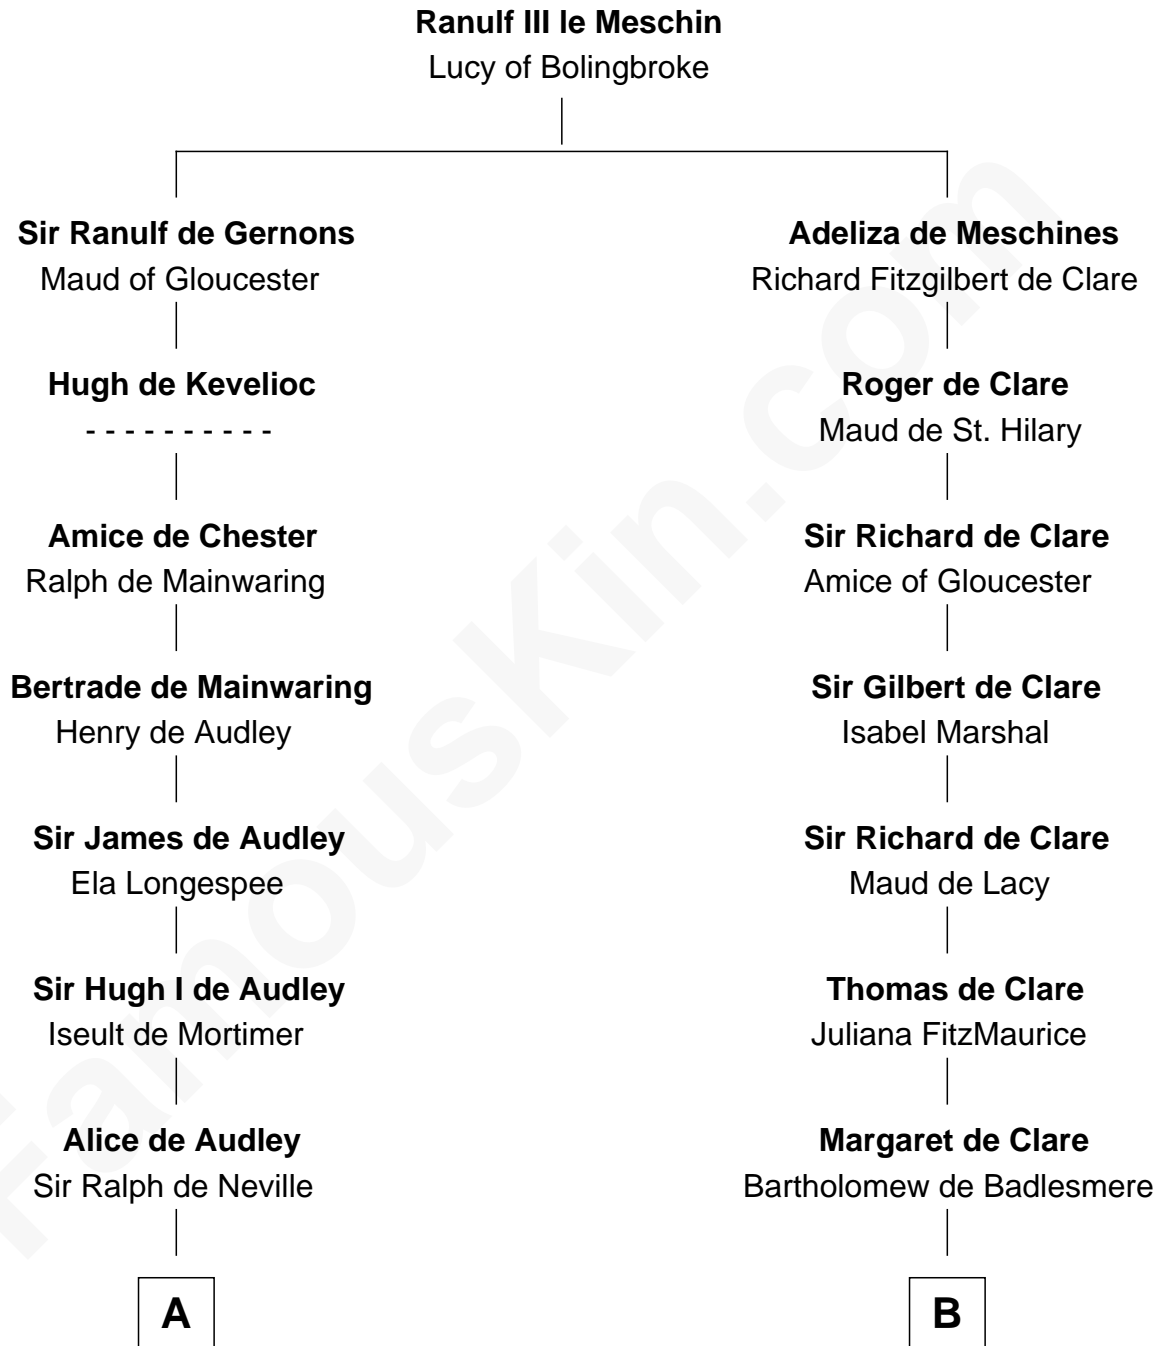 Ranulf III le Meschin
Lucy of Bolingbroke
Sir Ranulf de Gernons
Maud of Gloucester
Adeliza de Meschines
Richard Fitzgilbert de Clare
Hugh de Kevelioc
- - - - - - - - - -
Roger de Clare
Maud de St. Hilary
Amice de Chester
Ralph de Mainwaring
Sir Richard de Clare
Amice of Gloucester
Bertrade de Mainwaring
Henry de Audley
Sir Gilbert de Clare
Isabel Marshal
Sir James de Audley
Ela Longespee
Sir Richard de Clare
Maud de Lacy
Sir Hugh I de Audley
Iseult de Mortimer
Thomas de Clare
Juliana FitzMaurice
Alice de Audley
Sir Ralph de Neville
Margaret de Clare
Bartholomew de Badlesmere
A
B
FamousKin.com